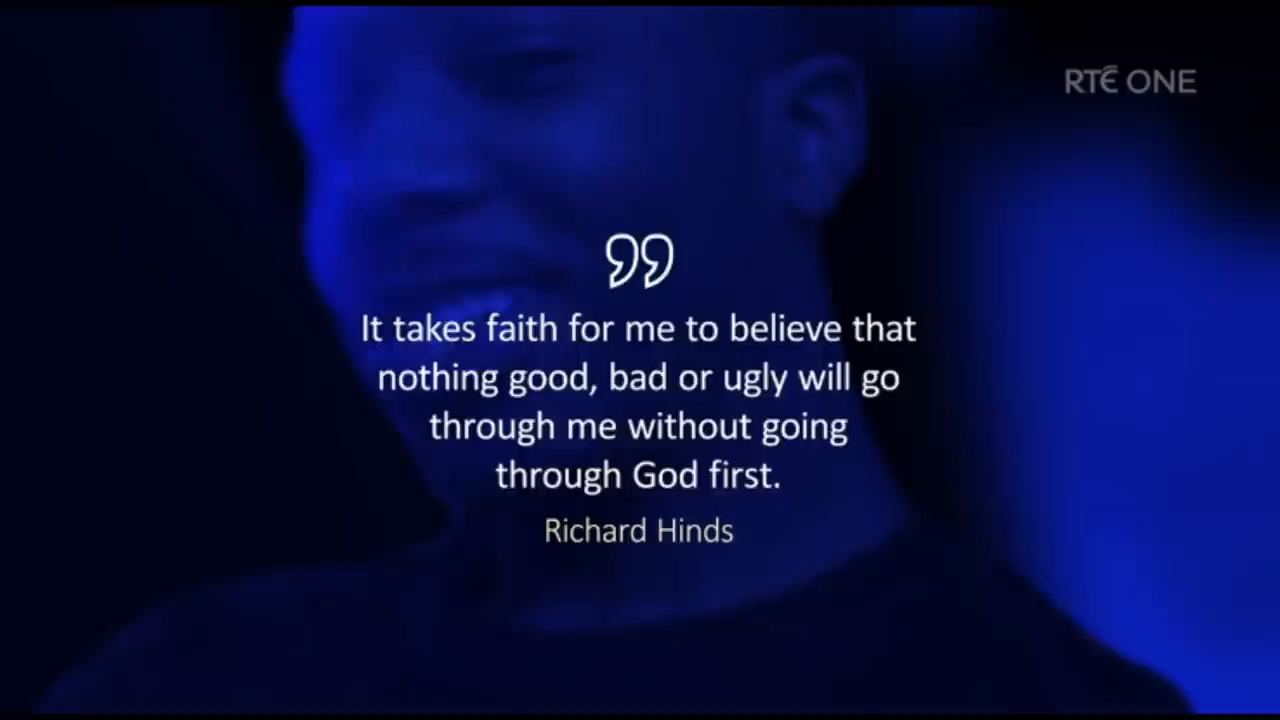 RTÉ ONE
”
It takes faith for me to believe that
nothing good, bad or ugly will go
through me without going
through God first.
Richard Hinds